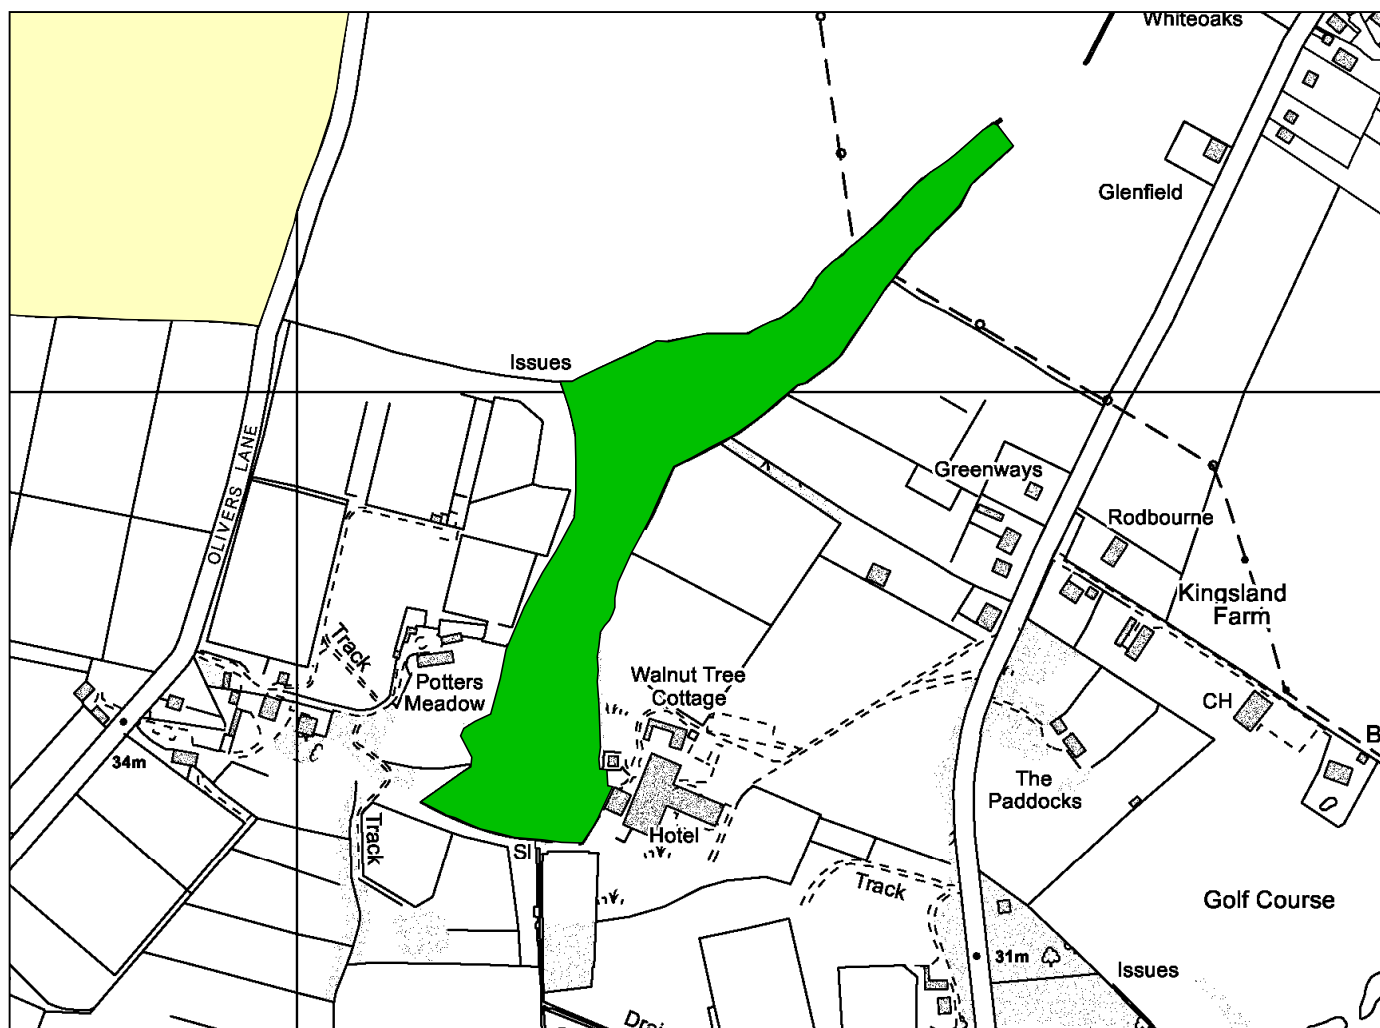 Whiteoaks
Glenfield
Issues
OLIVERS LANE
Greenways
Rodbourne
Kingsland
Farm
Track
Potters
Meadow
Walnut Tree
Cottage
CH
B
34m
The
Paddocks
Track
Hotel
SI
Track
Golf Course
31m
Issues